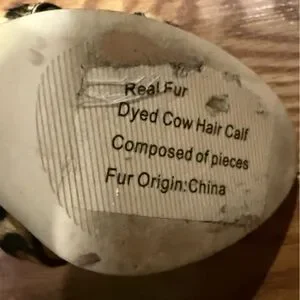 Real Fur
Dyed Cow Hair Calf
Composed of pieces
Fur Origin:China